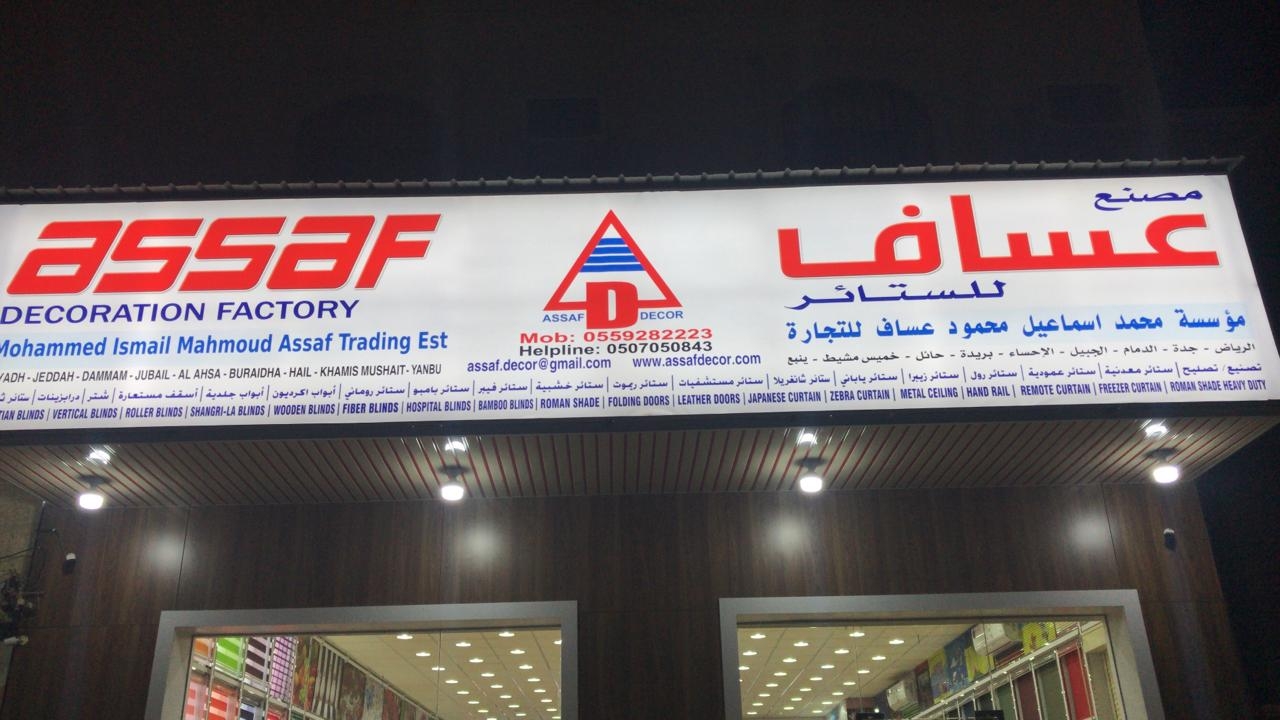 assaf
DECORATION FACTORY
Mohammed Ismail Mahmoud Assaf Trading Est
- JEDDAH - DAMMAM - JUBAIL - AL AHSA - BURAIDHA - HAIL - KHAMIS MUSHAIT- YANBU
D
ASSAF DECOR
Mob: 0559282223
Helpline: 0507050843
assaf.decor@gmail.com www.assafdecor.com
مصنع
عساف
للستائر
مؤسسة محمد اسماعيل محمود عساف للتجارة
الرياض - جدة - الدمام - الجبيل - الإحساء - بريدة - حائل - خميس مشيط - ينبع
تصنيع / تصليح | ستائر معدنية | ستائر عمودية | ستائر رول | ستائر زيبرا | ستائر ياباني | ستائر شانغريلا | ستائر مستشفيات | ستائر ريموت | ستائر خشبية | ستائر فيبر | ستائر بامبو | ستائر روماني | أبواب اكرديون | أبواب جلدية | أسقف مستعارة | شتر | درابزينات
BLINDS | VERTICAL BLINDS | ROLLER BLINDS | SHANGRI-LA BLINDS | WOODEN BLINDS | FIBER BLINDS | HOSPITAL BLINDS | BAMBOO BLINDS | ROMAN SHADE | FOLDING DOORS | LEATHER DOORS | JAPANESE CURTAIN | ZEBRA CURTAIN | METAL CEILING | HAND RAIL | REMOTE CURTAIN | FREEZER CURTAIN | ROMAN SHADE HEAVY DUTY